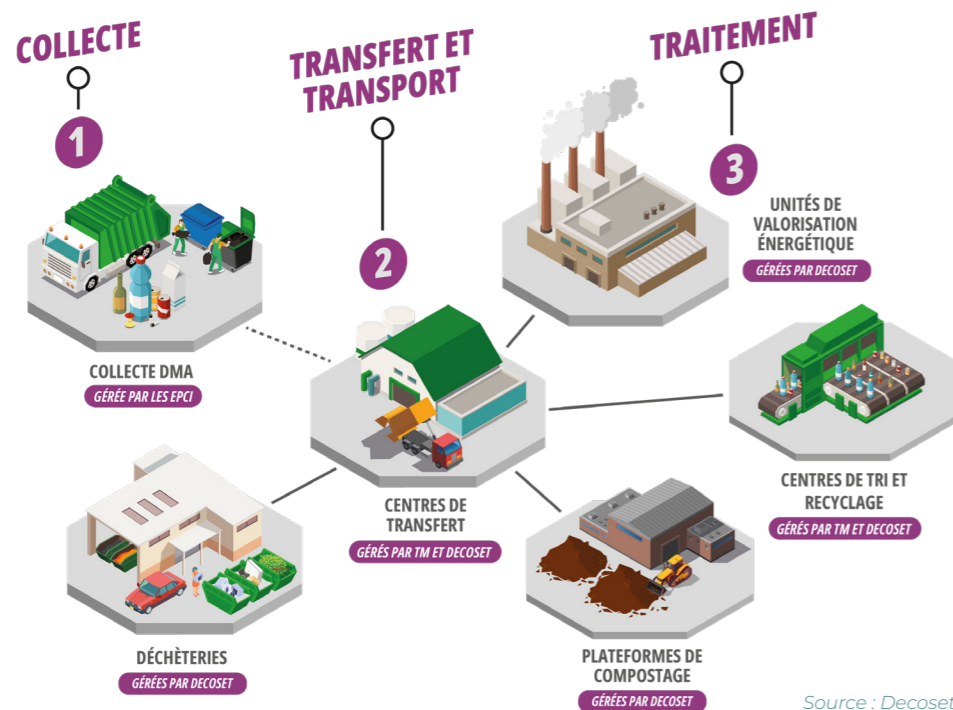 COLLECTE
1
COLLECTE DMA
GÉRÉE PAR LES EPCI
DÉCHÈTERIES
GÉRÉES PAR DECOSET
TRANSFERT ET
TRANSPORT
2
CENTRES DE
TRANSFERT
GÉRÉS PAR TM ET DECOSET
TRAITEMENT
3
UNITÉS DE
VALORISATION
ÉNERGÉTIQUE
GÉRÉES PAR DECOSET
CENTRES DE TRI ET
RECYCLAGE
GÉRÉS PAR TM ET DECOSET
PLATEFORMES DE
COMPOSTAGE
GÉRÉES PAR DECOSET
Source : Decoset